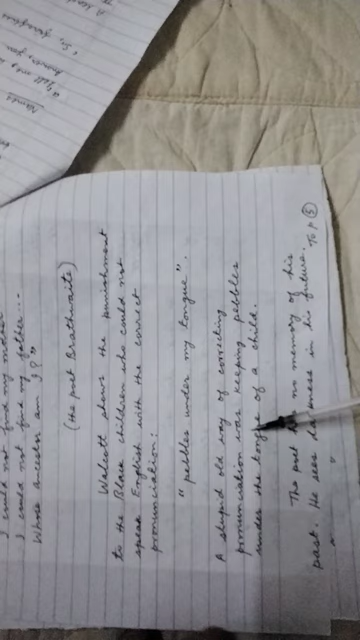 I could not find my mother
I could not find my father...
Whose ancestor am I?"
(the poet Brathwaite)
Walcott shows the punishment
to the Black children who could not
speak English with the correct
pronunciation:
"pebbles under my tongue".
A stupid old way of correcting
pronunciation was keeping pebbles
under the tongue of a child.
The poet has no memory of his
past. He sees darkness in his future.
To p 5
Names